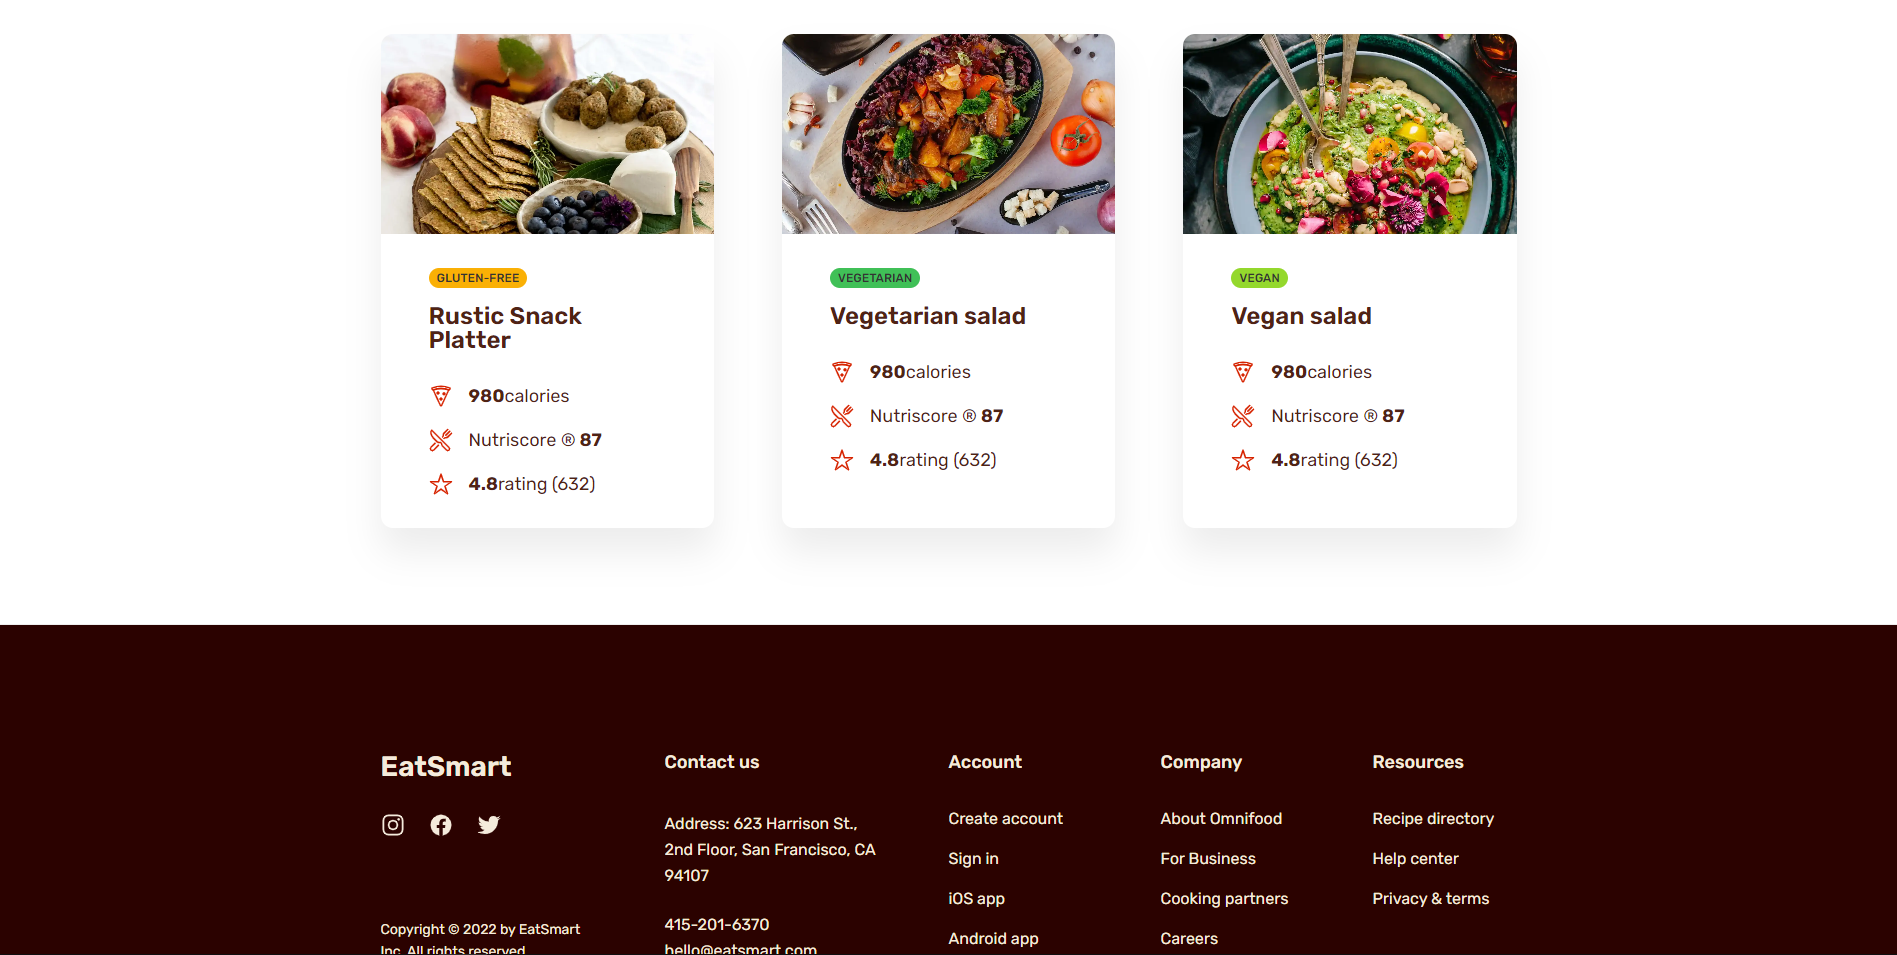 GLUTEN-FREE
Rustic Snack
Platter
980calories
Nutriscore ® 87
4.8rating (632)
VEGETARIAN
Vegetarian salad
980calories
Nutriscore ® 87
4.8rating (632)
VEGAN
Vegan salad
980calories
Nutriscore ® 87
4.8rating (632)
EatSmart
Copyright © 2022 by EatSmart
Inc. All rights reserved
Contact us
Address: 623 Harrison St.,
2nd Floor, San Francisco, CA
94107
415-201-6370
hello@eatsmart.com
Account
Create account
Sign in
iOS app
Android app
Company
About Omnifood
For Business
Cooking partners
Careers
Resources
Recipe directory
Help center
Privacy & terms